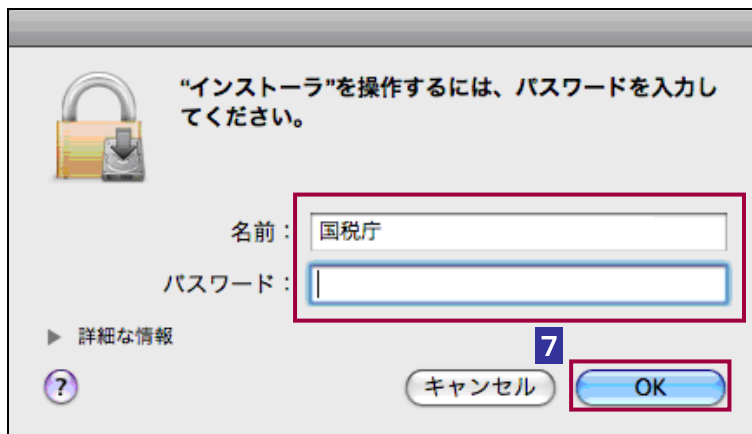 “インストーラ”を操作するには、パスワードを入力し
てください。
名前：国税庁
パスワード：
▶ 詳細な情報
7
? キャンセル OK